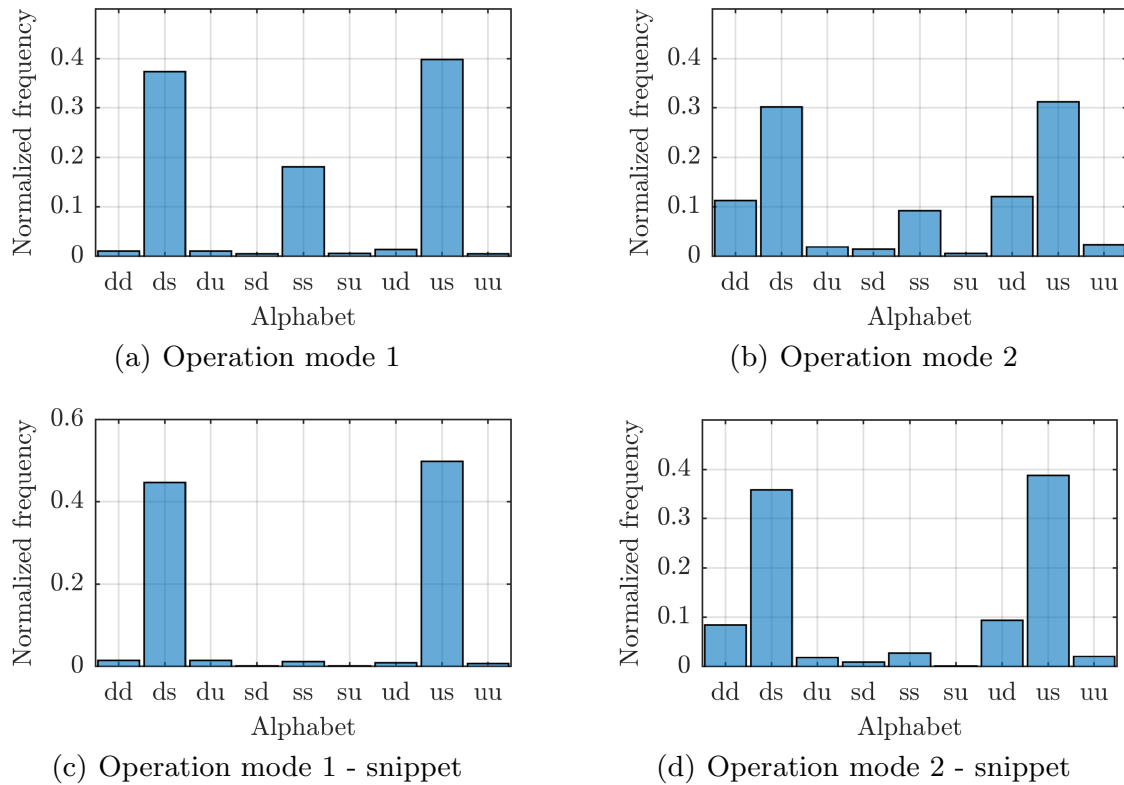 Normalized frequency
0.4
0.3
0.2
0.1
0
dd ds du sd ss su ud us uu
Alphabet
(a) Operation mode 1
Normalized frequency
0.4
0.3
0.2
0.1
0
dd ds du sd ss su ud us uu
Alphabet
(b) Operation mode 2
Normalized frequency
0.6
0.4
0.2
0
dd ds du sd ss su ud us uu
Alphabet
(c) Operation mode 1 - snippet
Normalized frequency
0.4
0.3
0.2
0.1
0
dd ds du sd ss su ud us uu
Alphabet
(d) Operation mode 2 - snippet